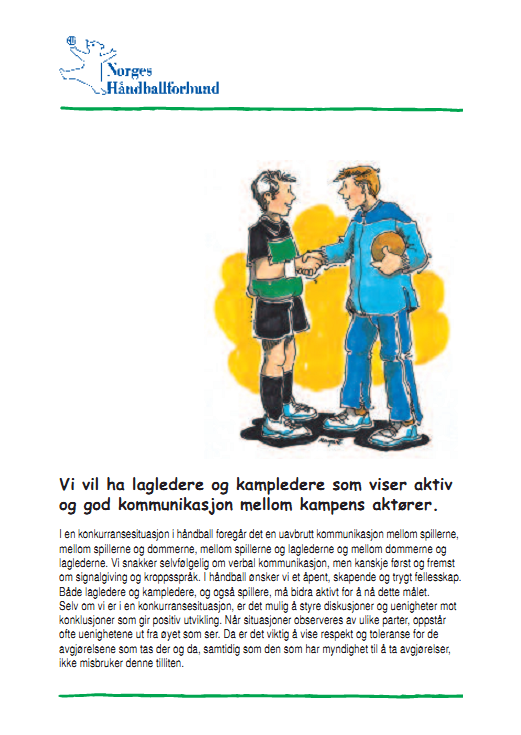 Norges
Håndballforbund
Vi vil ha lagledere og kampledere som viser aktiv
og god kommunikasjon mellom kampens aktører.
I en konkurransesituasjon i håndball foregår det en uavbrutt kommunikasjon mellom spillerne,
mellom spillerne og dommerne, mellom spillerne og laglederne og mellom dommerne og
laglederne. Vi snakker selvfølgelig om verbal kommunikasjon, men kanskje først og fremst
om signalgiving og kroppsspråk. I håndball ønsker vi et åpent, skapende og trygt fellesskap.
Både lagledere og kampledere, og også spillere, må bidra aktivt for å nå dette målet.
Selv om vi er i en konkurransesituasjon, er det mulig å styre diskusjoner og uenigheter mot
konklusjoner som gir positiv utvikling. Når situasjoner observeres av ulike parter, oppstår
ofte uenighetene ut fra øyet som ser. Da er det viktig å vise respekt og toleranse for de
avgjørelsene som tas der og da, samtidig som den som har myndighet til å ta avgjørelser,
ikke misbruker denne tilliten.